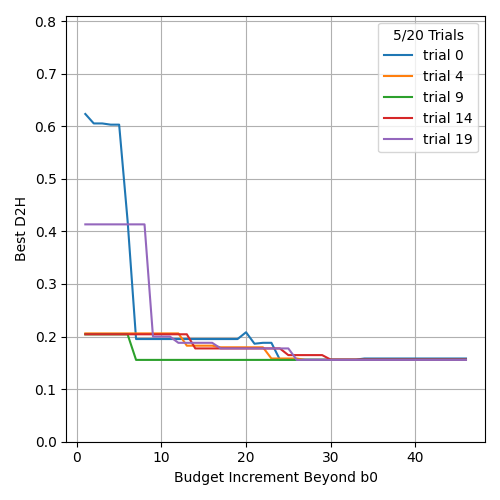 5/20 Trials
trial 0
trial 4
trial 9
trial 14
trial 19
Best D2H
0.8
0.7
0.6
0.5
0.4
0.3
0.2
0.1
0.0
0 10 20 30 40
Budget Increment Beyond b0